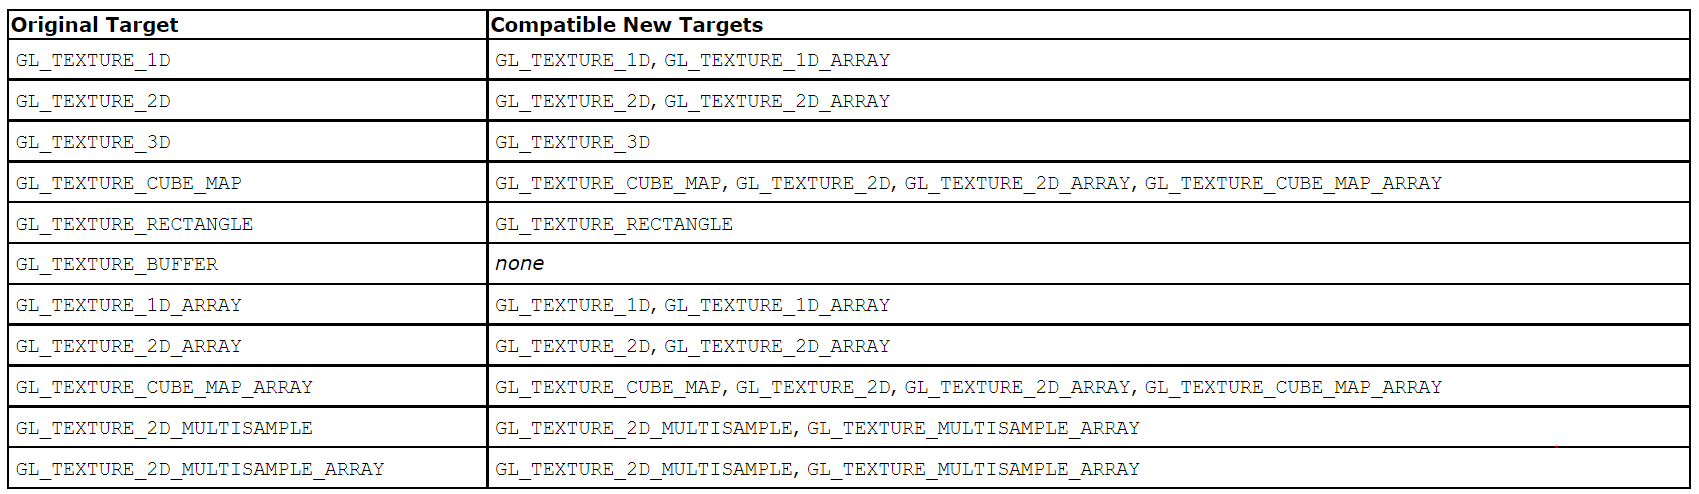 Original Target Compatible New Targets
GL_TEXTURE_1D GL_TEXTURE_1D, GL_TEXTURE_1D_ARRAY
GL_TEXTURE_2D GL_TEXTURE_2D, GL_TEXTURE_2D_ARRAY
GL_TEXTURE_3D GL_TEXTURE_3D
GL_TEXTURE_CUBE_MAP GL_TEXTURE_CUBE_MAP, GL_TEXTURE_2D, GL_TEXTURE_2D_ARRAY, GL_TEXTURE_CUBE_MAP_ARRAY
GL_TEXTURE_RECTANGLE GL_TEXTURE_RECTANGLE
GL_TEXTURE_BUFFER none
GL_TEXTURE_1D_ARRAY GL_TEXTURE_1D, GL_TEXTURE_1D_ARRAY
GL_TEXTURE_2D_ARRAY GL_TEXTURE_2D, GL_TEXTURE_2D_ARRAY
GL_TEXTURE_CUBE_MAP_ARRAY GL_TEXTURE_CUBE_MAP, GL_TEXTURE_2D, GL_TEXTURE_2D_ARRAY, GL_TEXTURE_CUBE_MAP_ARRAY
GL_TEXTURE_2D_MULTISAMPLE GL_TEXTURE_2D_MULTISAMPLE, GL_TEXTURE_MULTISAMPLE_ARRAY
GL_TEXTURE_2D_MULTISAMPLE_ARRAY GL_TEXTURE_2D_MULTISAMPLE, GL_TEXTURE_MULTISAMPLE_ARRAY